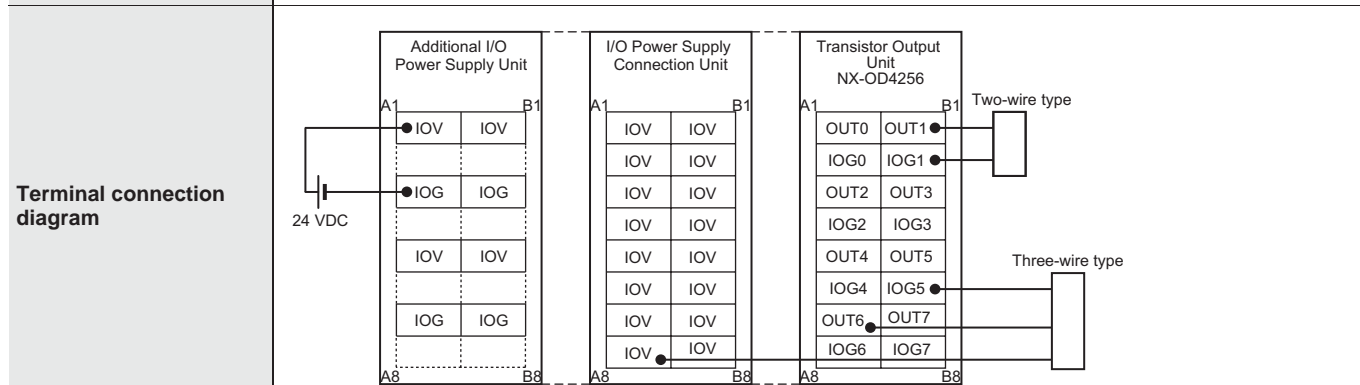 Terminal connection
diagram
24 VDC
Additional I/O
Power Supply Unit
A1 B1
IOV IOV
IOG IOG
IOV IOV
IOG IOG
A8 B8
I/O Power Supply
Connection Unit
A1 B1
IOV IOV
IOV IOV
IOV IOV
IOV IOV
IOV IOV
IOV IOV
IOV IOV
IOV IOV
A8 B8
Transistor Output
Unit
NX-OD4256
A1 B1
OUT0 OUT1
IOG0 IOG1
OUT2 OUT3
IOG2 IOG3
OUT4 OUT5
IOG4 IOG5
OUT6 OUT7
IOG6 IOG7
A8 B8
Two-wire type
Three-wire type